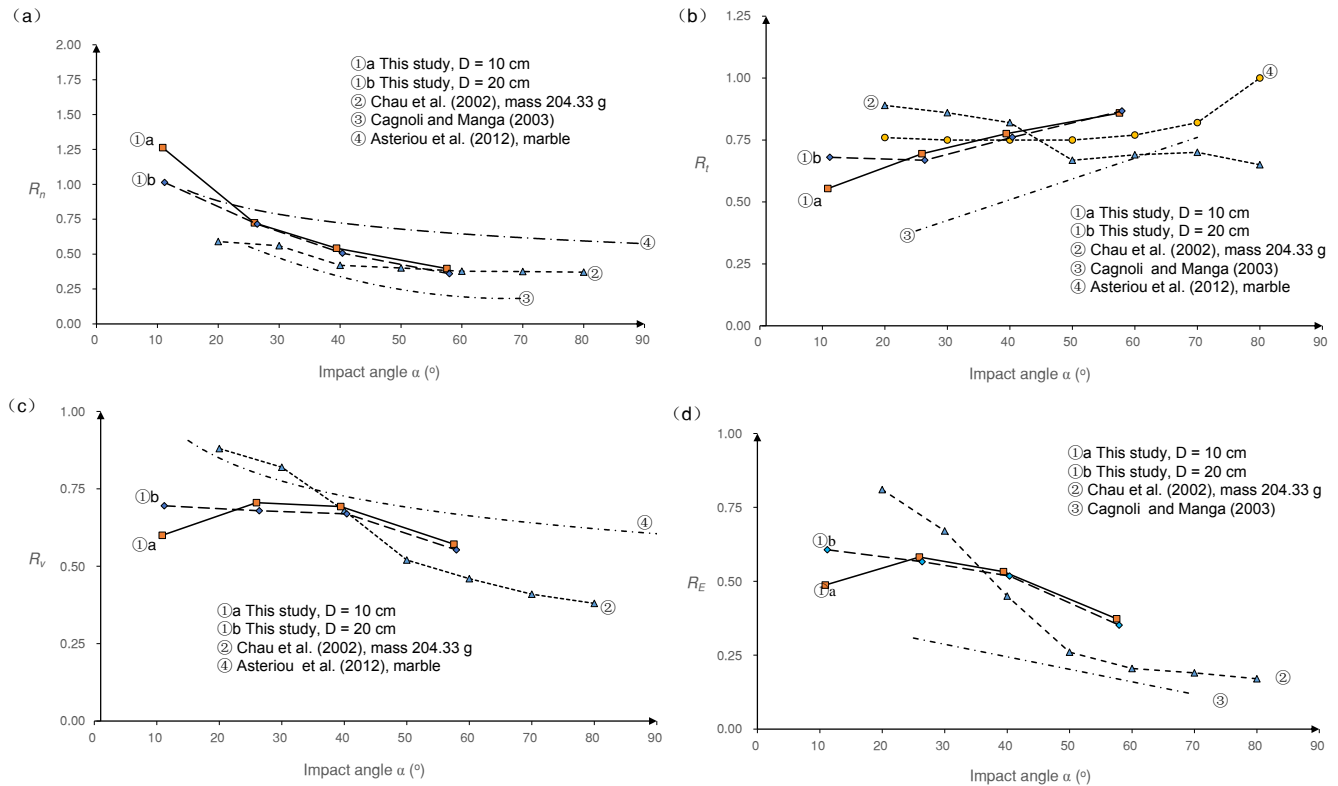 (a)
2.00
1.75
1.50
1.25
1.00
0.75
0.50
0.25
0.00
Rn
0 10 20 30 40 50 60 70 80 90
Impact angle α (o)
①a This study, D = 10 cm
①b This study, D = 20 cm
② Chau et al. (2002), mass 204.33 g
③ Cagnoli and Manga (2003)
④ Asteriou et al. (2012), marble
①a
①b
④
②
③
(b)
1.25
1.00
0.75
0.50
0.25
0.00
Rt
0 10 20 30 40 50 60 70 80 90
Impact angle α (o)
④
②
①b
①a
③
①a This study, D = 10 cm
①b This study, D = 20 cm
② Chau et al. (2002), mass 204.33 g
③ Cagnoli and Manga (2003)
④ Asteriou et al. (2012), marble
(c)
1.00
0.75
0.50
0.25
0.00
Rv
0 10 20 30 40 50 60 70 80 90
Impact angle α (o)
①b
①a
④
②
①a This study, D = 10 cm
①b This study, D = 20 cm
② Chau et al. (2002), mass 204.33 g
④ Asteriou et al. (2012), marble
(d)
1.00
0.75
0.50
0.25
0.00
RE
0 10 20 30 40 50 60 70 80 90
Impact angle α (o)
①a This study, D = 10 cm
①b This study, D = 20 cm
② Chau et al. (2002), mass 204.33 g
③ Cagnoli and Manga (2003)
①b
①a
②
③